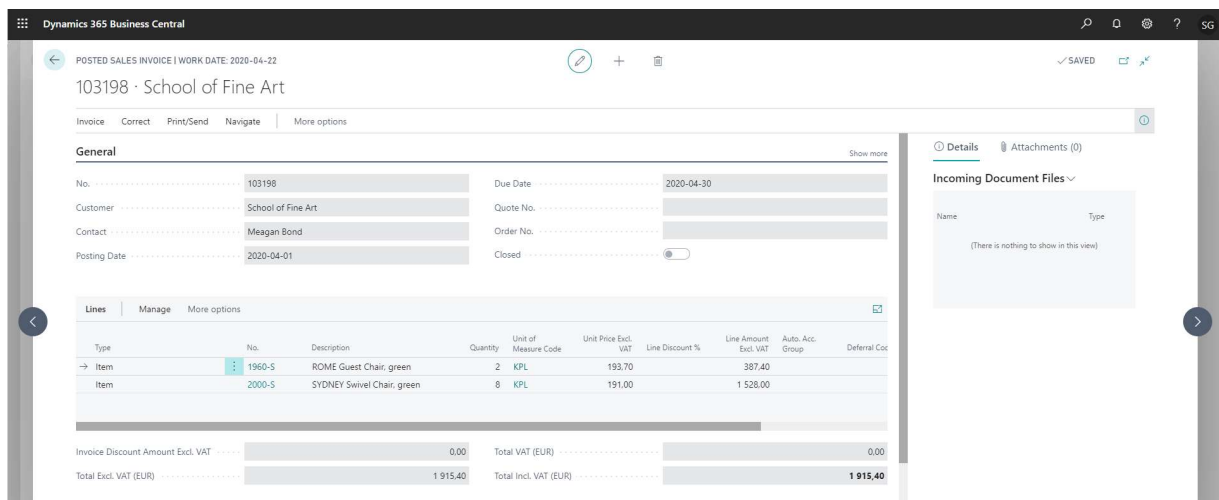 Dynamics 365 Business Central
? SG
POSTED SALES INVOICE | WORK DATE: 2020-04-22
✓ SAVED
103198 · School of Fine Art
Invoice Correct Print/Send Navigate More options
General Show more
No. 103198 Due Date 2020-04-30
Customer School of Fine Art Quote No.
Contact Meagan Bond Order No.
Posting Date 2020-04-01 Closed
Details Attachments (0)
Incoming Document Files
Name Type
(There is nothing to show in this view)
Lines Manage More options
Type No. Description Quantity Unit of Measure Code Unit Price Excl. VAT Line Discount % Line Amount Excl. VAT Auto. Acc. Group Deferral Coc
→ Item 1960-S ROME Guest Chair, green 2 KPL 193,70 387,40
Item 2000-S SYDNEY Swivel Chair, green 8 KPL 191,00 1 528,00
Invoice Discount Amount Excl. VAT 0,00 Total VAT (EUR) 0,00
Total Excl. VAT (EUR) 1 915,40 Total Incl. VAT (EUR) 1 915,40